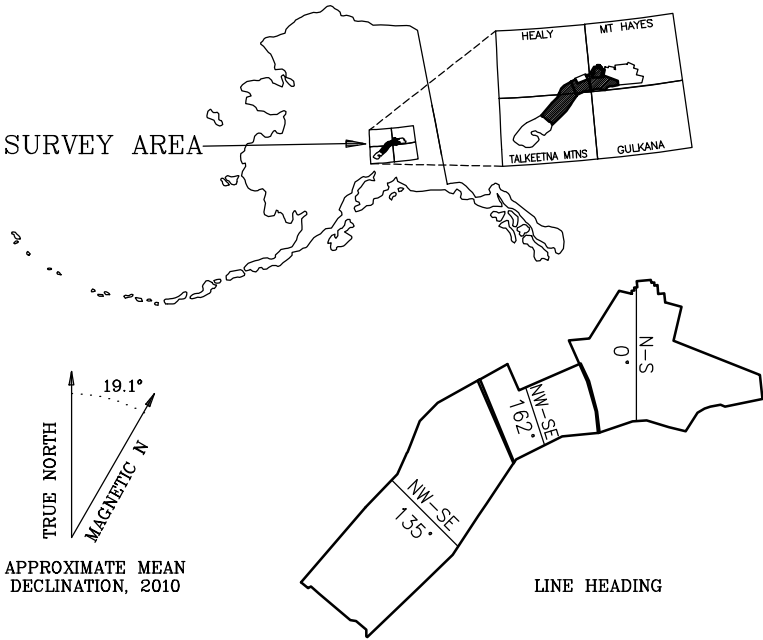 HEALY
MT HAYES
SURVEY AREA
TALKEETNA MTNS
GULKANA
19.1°
TRUE NORTH
MAGNETIC N
APPROXIMATE MEAN
DECLINATION, 2010
N-S
0°
NW-SE
162°
NW-SE
135°
LINE HEADING